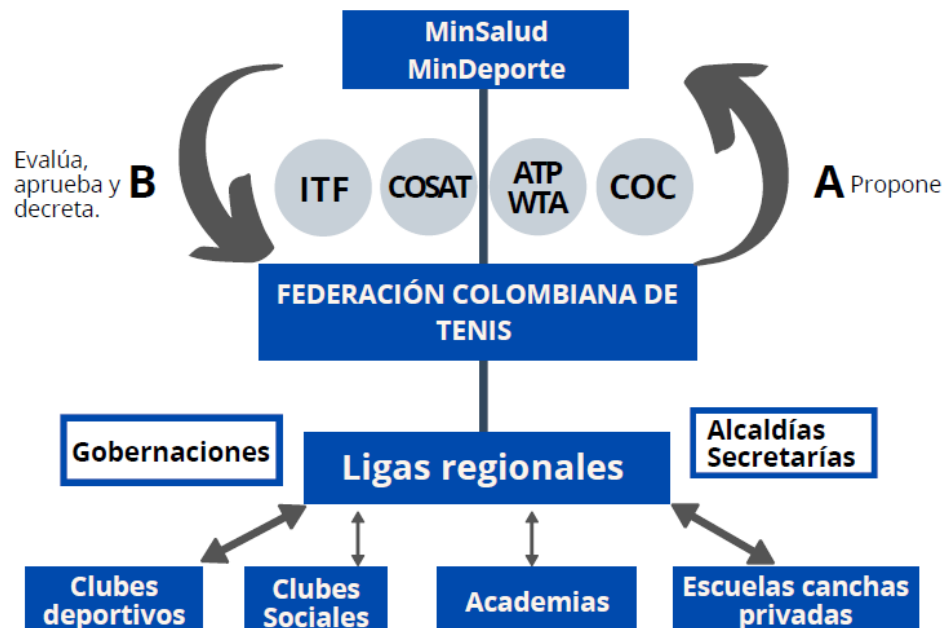 MinSalud
MinDeporte
Evalúa,
aprueba y
decreta.
B
ITF
COSAT
ATP
WTA
COC
A Propone
FEDERACIÓN COLOMBIANA DE
TENIS
Gobernaciones
Ligas regionales
Alcaldías
Secretarías
Clubes
deportivos
Clubes
Sociales
Academias
Escuelas canchas
privadas